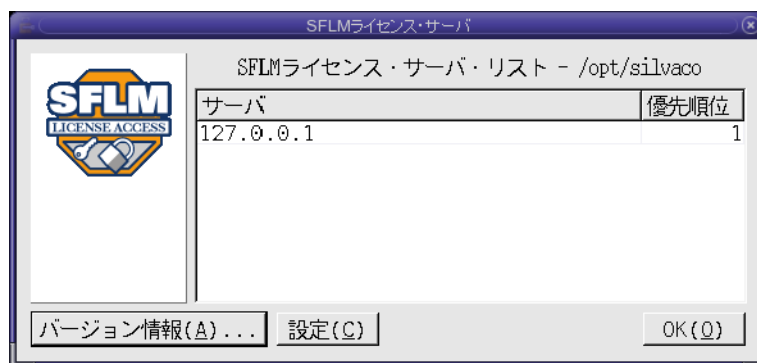 SFLMライセンス・サーバ
SFLMライセンス・サーバ・リスト - /opt/silvaco
SFLM
LICENSE ACCESS
サーバ 優先順位
127.0.0.1 1
バージョン情報(A)... 設定(C) OK(O)